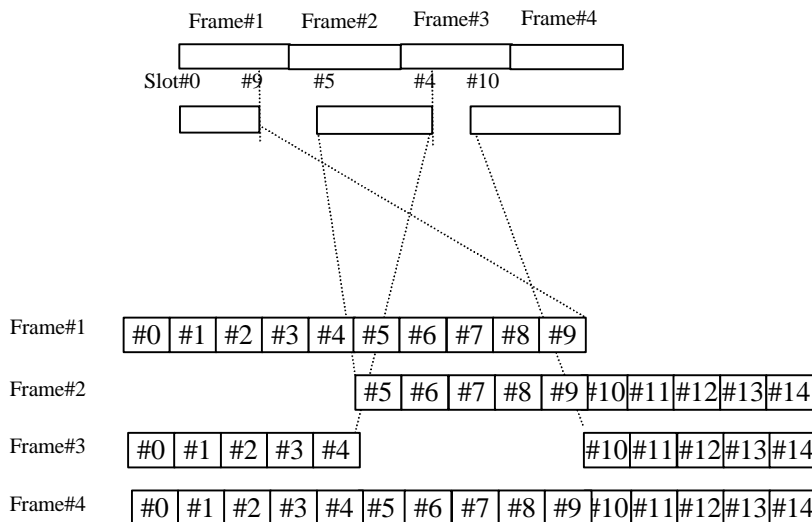 Frame#1 Frame#2 Frame#3 Frame#4
Slot#0 #9 #5 #4 #10
Frame#1 #0 #1 #2 #3 #4 #5 #6 #7 #8 #9
Frame#2 #5 #6 #7 #8 #9 #10 #11 #12 #13 #14
Frame#3 #0 #1 #2 #3 #4 #10 #11 #12 #13 #14
Frame#4 #0 #1 #2 #3 #4 #5 #6 #7 #8 #9 #10 #11 #12 #13 #14